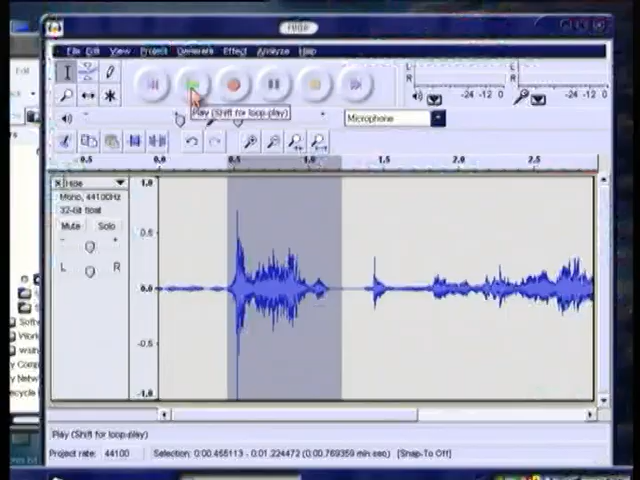 Hide
File Edit View Project Generate Effect Analyze Help
L
R
-24 -12 0
L
R
-24 -12 0
Play (Shift for loop-play)
Microphone
0.0 0.5 1.0 1.5 2.0 2.5
Hide
Mono, 44100Hz
32-bit float
Mute Solo
- +
L R
1.0
0.5
0.0
-0.5
-1.0
Play (Shift for loop-play)
Project rate: 44100 Selection: 0:00.455113 - 0:01.224472 (0:00.769359 min:sec) [Snap-To Off]